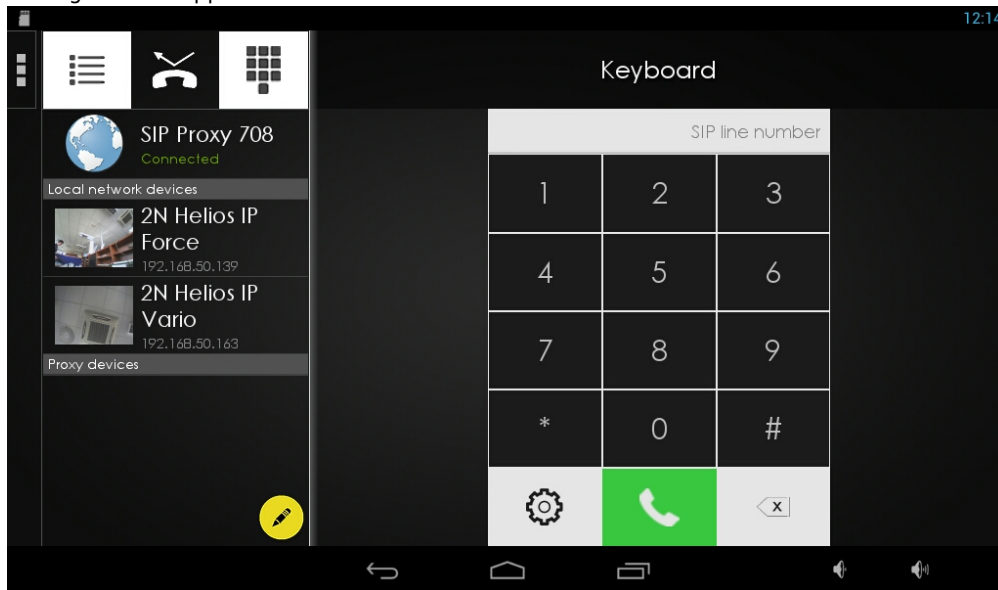 12:14
Keyboard
SIP Proxy 708
Connected
Local network devices
2N Helios IP
Force
192.168.50.139
2N Helios IP
Vario
192.168.50.163
Proxy devices
SIP line number
1 2 3
4 5 6
7 8 9
* 0 #
x